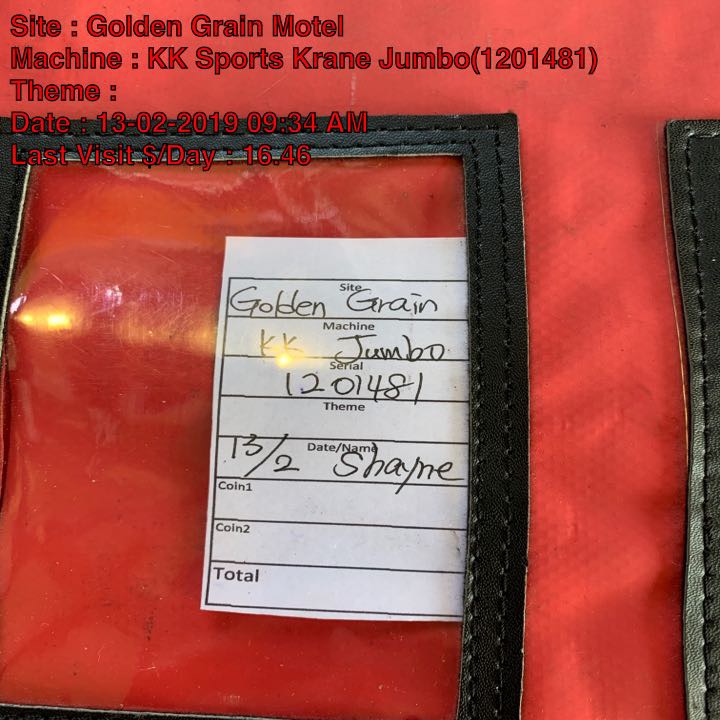 Site : Golden Grain Motel
Machine : KK Sports Krane Jumbo(1201481)
Theme :
Date : 13-02-2019 09:34 AM
Last Visit $/Day : 16.46
Site
Golden Grain
Machine
KK Jumbo
Serial
1201481
Theme
Date/Name
13/2 Shayne
Coin1
Coin2
Total